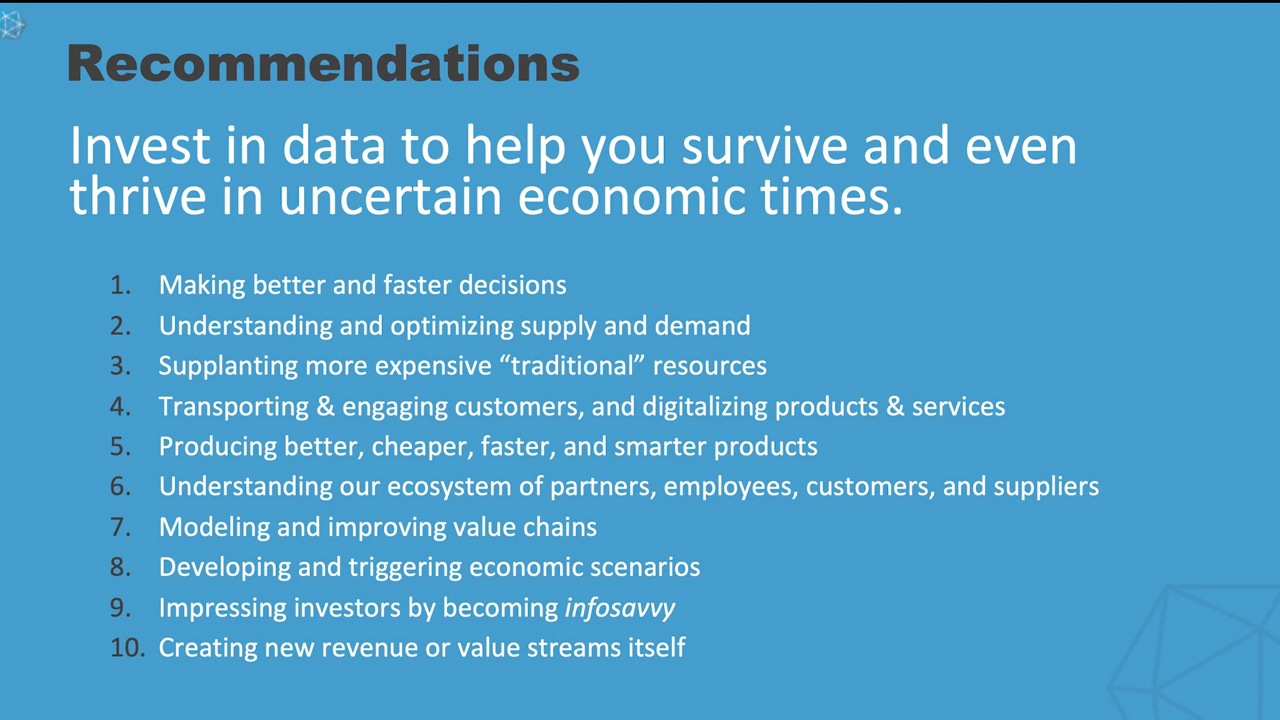 Recommendations
Invest in data to help you survive and even
thrive in uncertain economic times.
1. Making better and faster decisions
2. Understanding and optimizing supply and demand
3. Supplanting more expensive “traditional” resources
4. Transporting & engaging customers, and digitalizing products & services
5. Producing better, cheaper, faster, and smarter products
6. Understanding our ecosystem of partners, employees, customers, and suppliers
7. Modeling and improving value chains
8. Developing and triggering economic scenarios
9. Impressing investors by becoming infosavvy
10. Creating new revenue or value streams itself